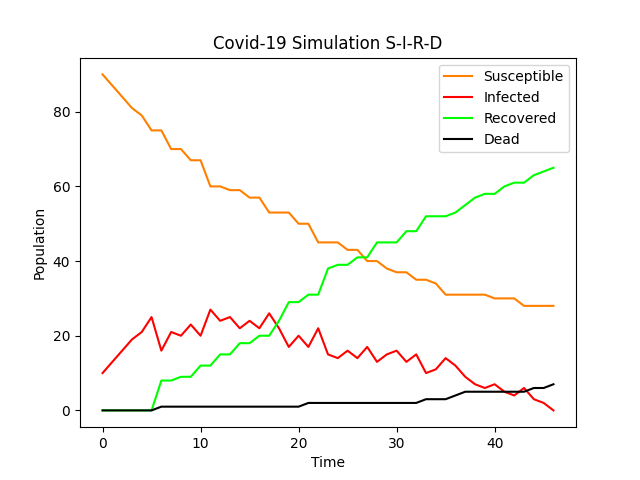 Covid-19 Simulation S-I-R-D
Susceptible
Infected
Recovered
Dead
80
60
40
20
0
Population
0 10 20 30 40
Time